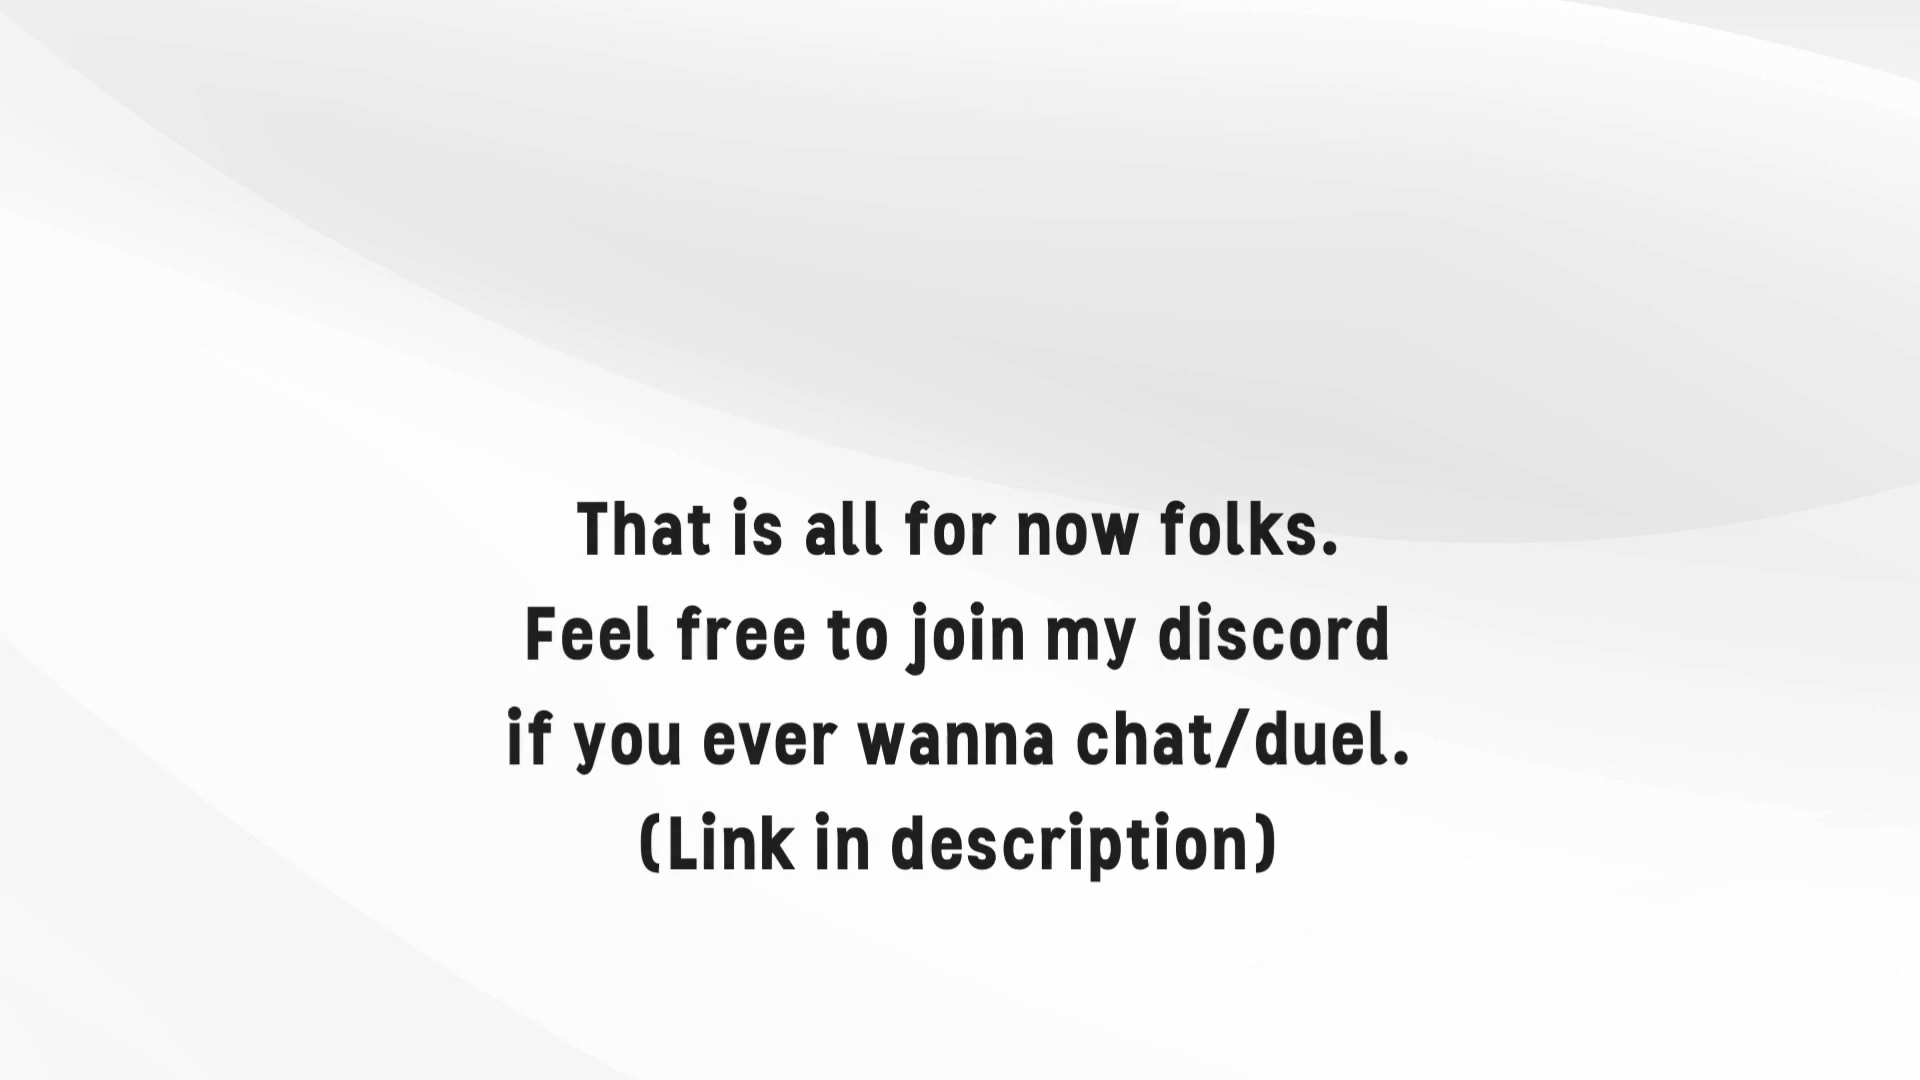 That is all for now folks.
Feel free to join my discord
if you ever wanna chat/duel.
(Link in description)